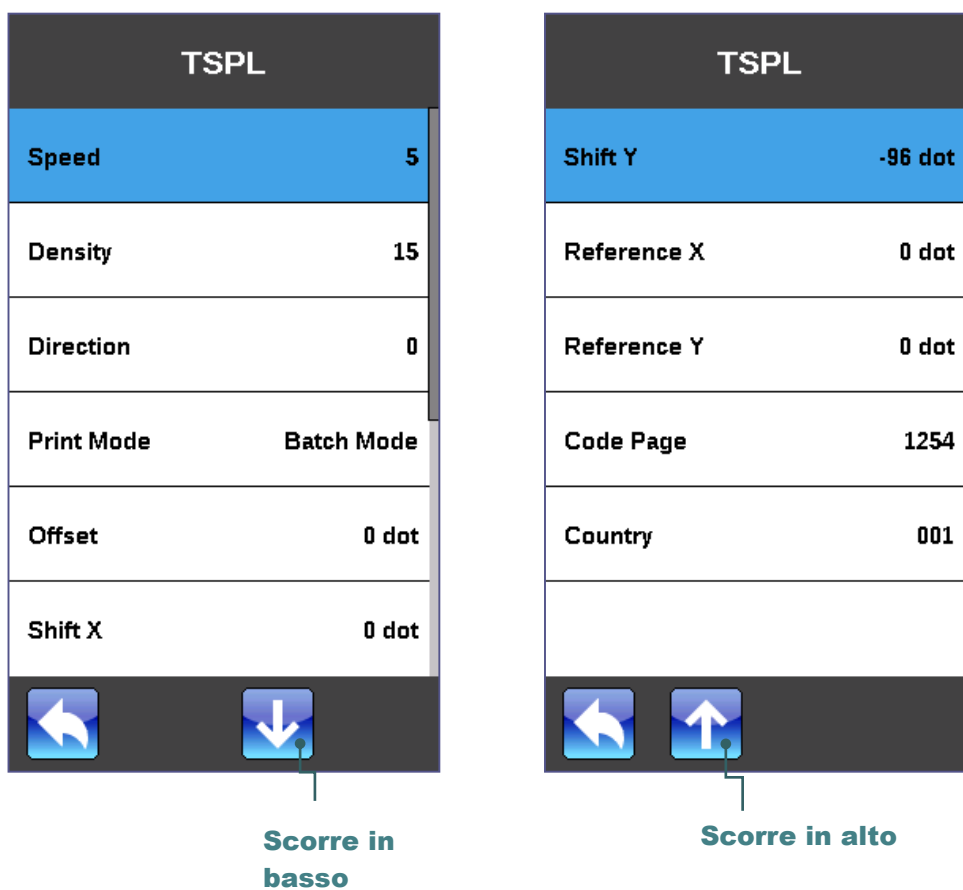 TSPL
Speed 5
Density 15
Direction 0
Print Mode Batch Mode
Offset 0 dot
Shift X 0 dot
Scorre in
basso
TSPL
Shift Y -96 dot
Reference X 0 dot
Reference Y 0 dot
Code Page 1254
Country 001
Scorre in alto